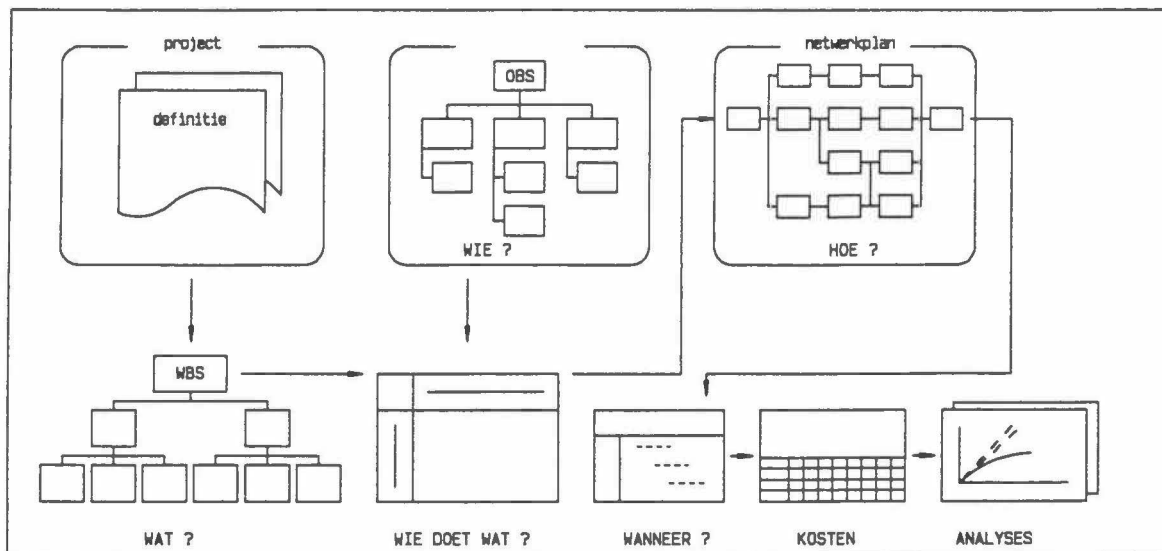 project
definitie
OBS
WIE ?
netwerkplan
HOE ?
WBS
WAT ?
WIE DOET WAT ?
WANNEER ?
KOSTEN
ANALYSES